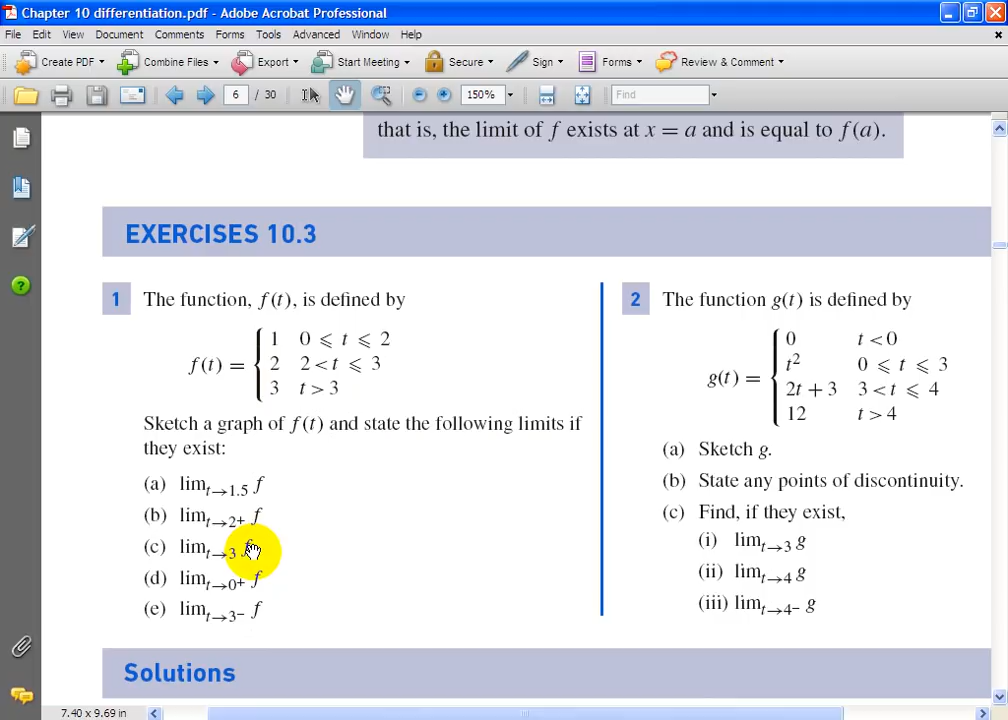 Chapter 10 differentiation.pdf - Adobe Acrobat Professional
File Edit View Document Comments Forms Tools Advanced Window Help
Create PDF Combine Files Export Start Meeting Secure Sign Forms Review & Comment
6 / 30 150% Find
that is, the limit of f exists at x = a and is equal to f(a).
EXERCISES 10.3
1 The function, f(t), is defined by
f(t) = { 1 0 ⩽ t ⩽ 2
2 2 < t ⩽ 3
3 t > 3
Sketch a graph of f(t) and state the following limits if
they exist:
(a) lim t→1.5 f
(b) lim t→2+ f
(c) lim t→3 f
(d) lim t→0+ f
(e) lim t→3− f
2 The function g(t) is defined by
g(t) = { 0 t < 0
t² 0 ⩽ t ⩽ 3
2t + 3 3 < t ⩽ 4
12 t > 4
(a) Sketch g.
(b) State any points of discontinuity.
(c) Find, if they exist,
(i) lim t→3 g
(ii) lim t→4 g
(iii) lim t→4− g
Solutions
7.40 x 9.69 in